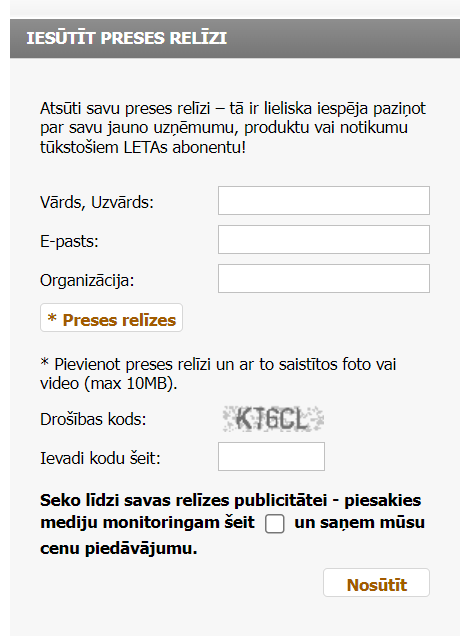 IESŪTĪT PRESES RELĪZI
Atsūti savu preses relīzi – tā ir lieliska iespēja paziņot
par savu jauno uzņēmumu, produktu vai notikumu
tūkstošiem LETAs abonentu!
Vārds, Uzvārds:
E-pasts:
Organizācija:
* Preses relīzes
* Pievienot preses relīzi un ar to saistītos foto vai
video (max 10MB).
Drošības kods: KT6CL
Ievadi kodu šeit:
Seko līdzi savas relīzes publicitātei - piesakies
mediju monitoringam šeit un saņem mūsu
cenu piedāvājumu.
Nosūtīt